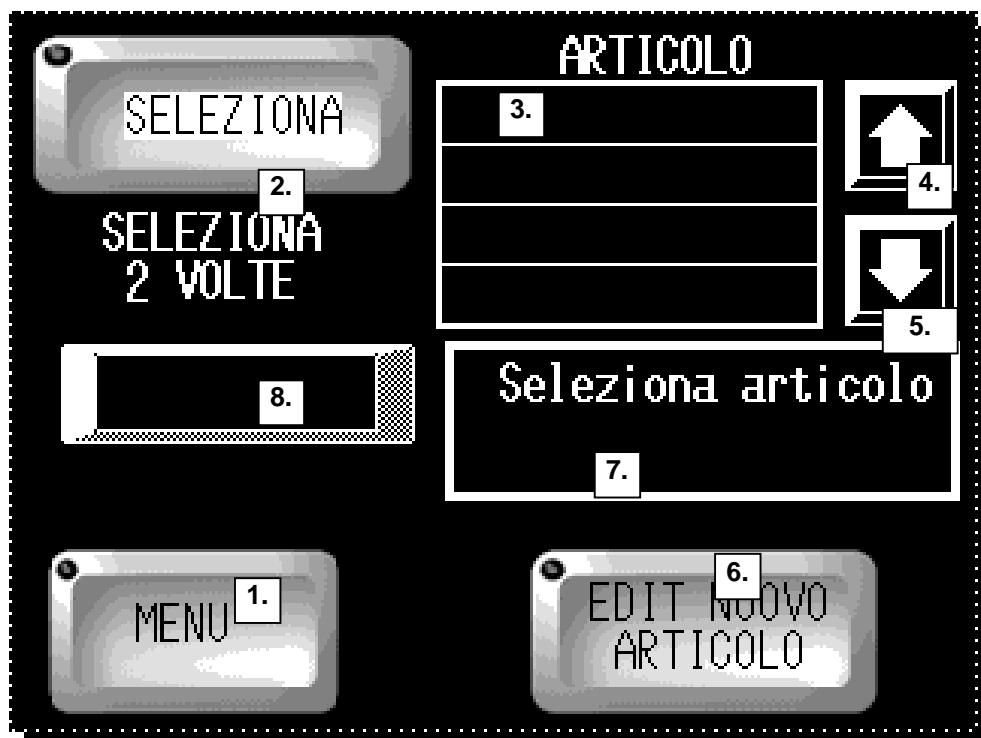 ARTICOLO
SELEZIONA
3.
2.
4.
SELEZIONA
2 VOLTE
5.
Seleziona articolo
8.
7.
6.
1.
EDIT NUOVO
MENU
ARTICOLO